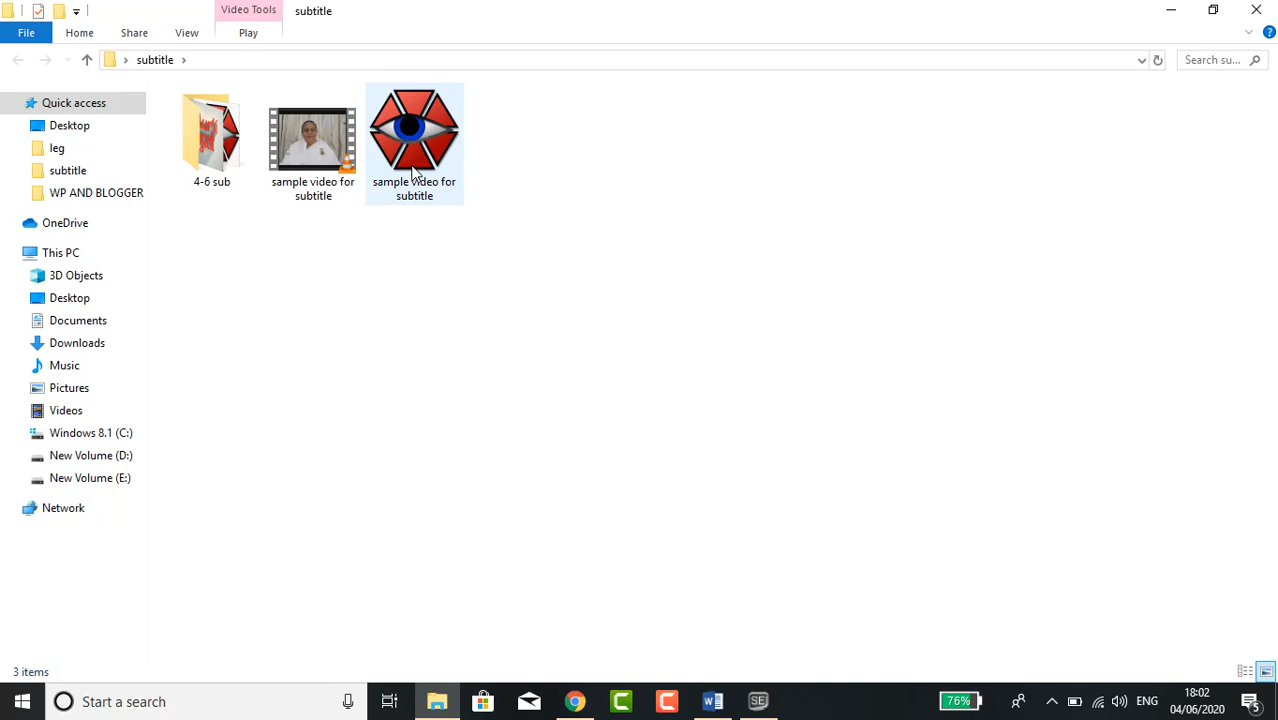 Video Tools
subtitle
File
Home
Share
View
Play
subtitle
Search su...
Quick access
Desktop
leg
subtitle
WP AND BLOGGER
OneDrive
This PC
3D Objects
Desktop
Documents
Downloads
Music
Pictures
Videos
Windows 8.1 (C:)
New Volume (D:)
New Volume (E:)
Network
4-6 sub
sample video for
subtitle
sample video for
subtitle
3 items
Start a search
SE
76%
ENG
18:02
04/06/2020
5